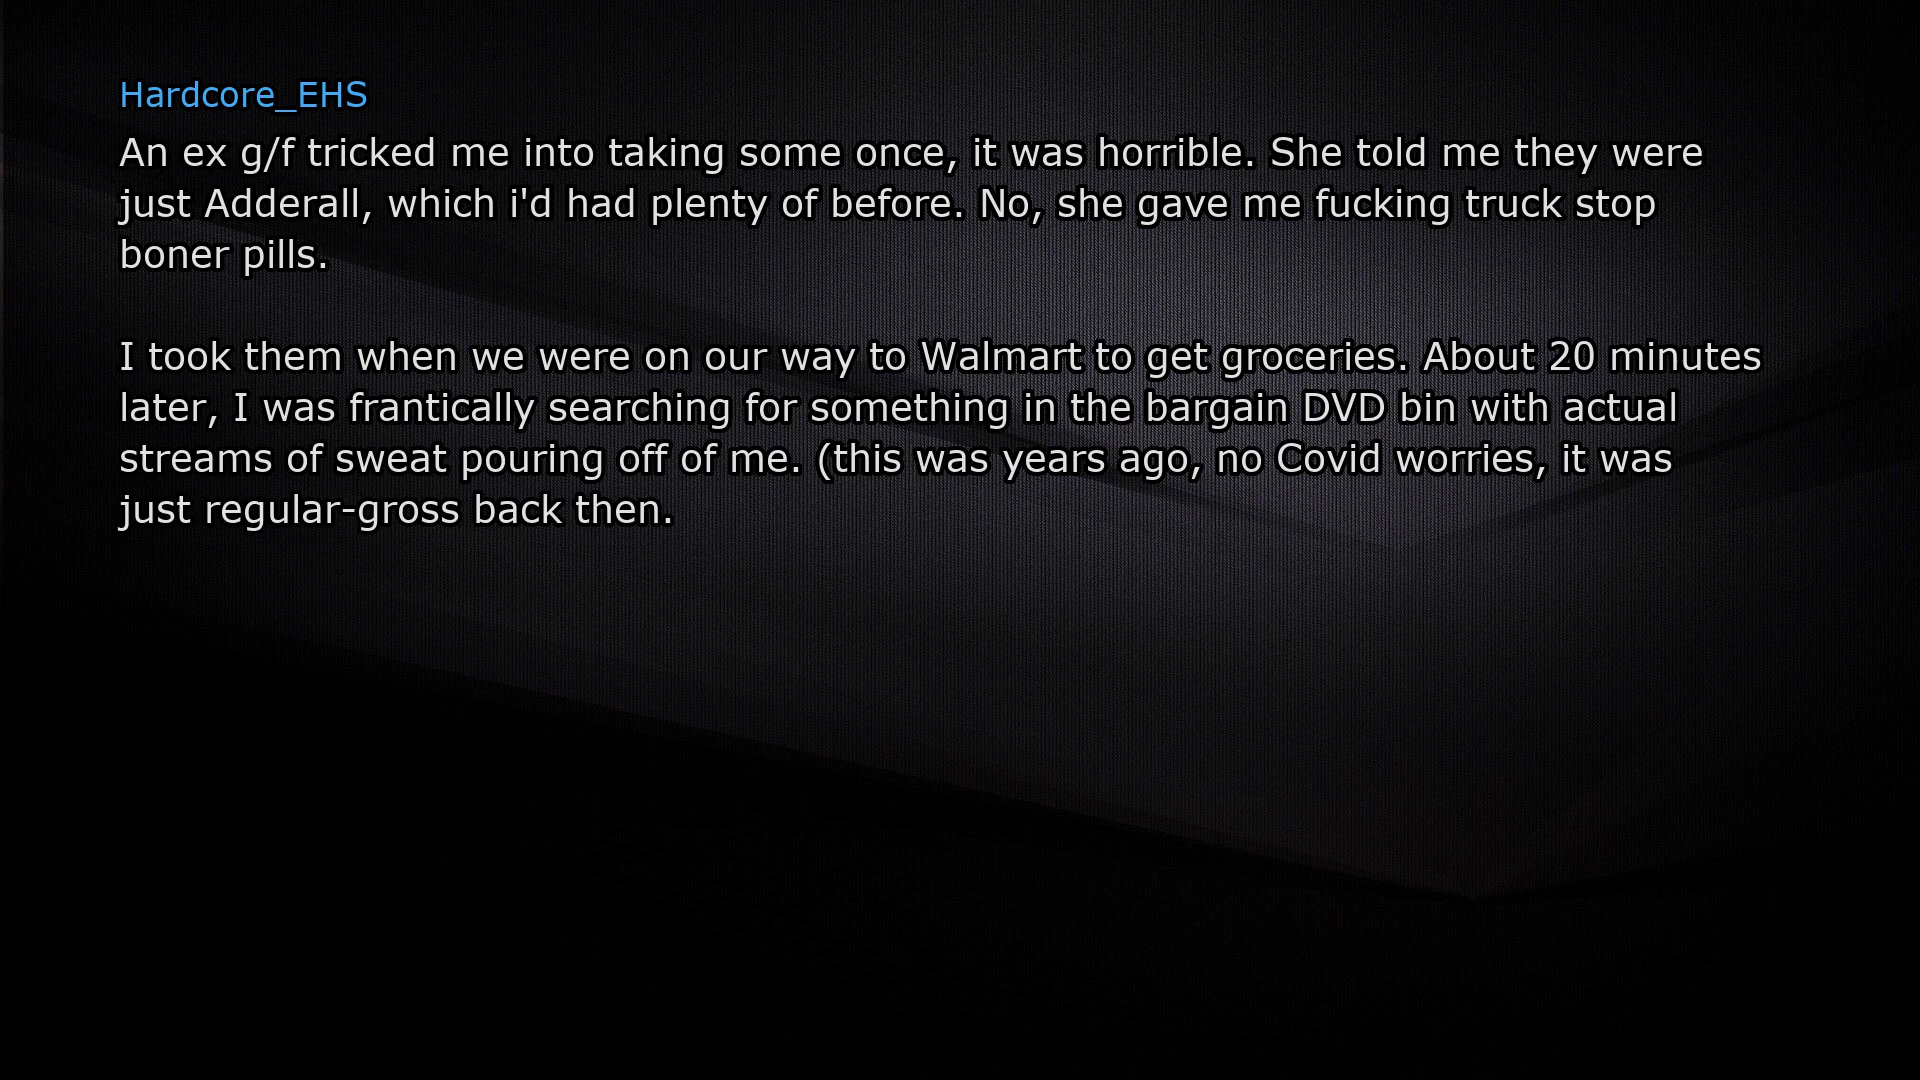 Hardcore_EHS
An ex g/f tricked me into taking some once, it was horrible. She told me they were
just Adderall, which i'd had plenty of before. No, she gave me fucking truck stop
boner pills.
I took them when we were on our way to Walmart to get groceries. About 20 minutes
later, I was frantically searching for something in the bargain DVD bin with actual
streams of sweat pouring off of me. (this was years ago, no Covid worries, it was
just regular-gross back then.